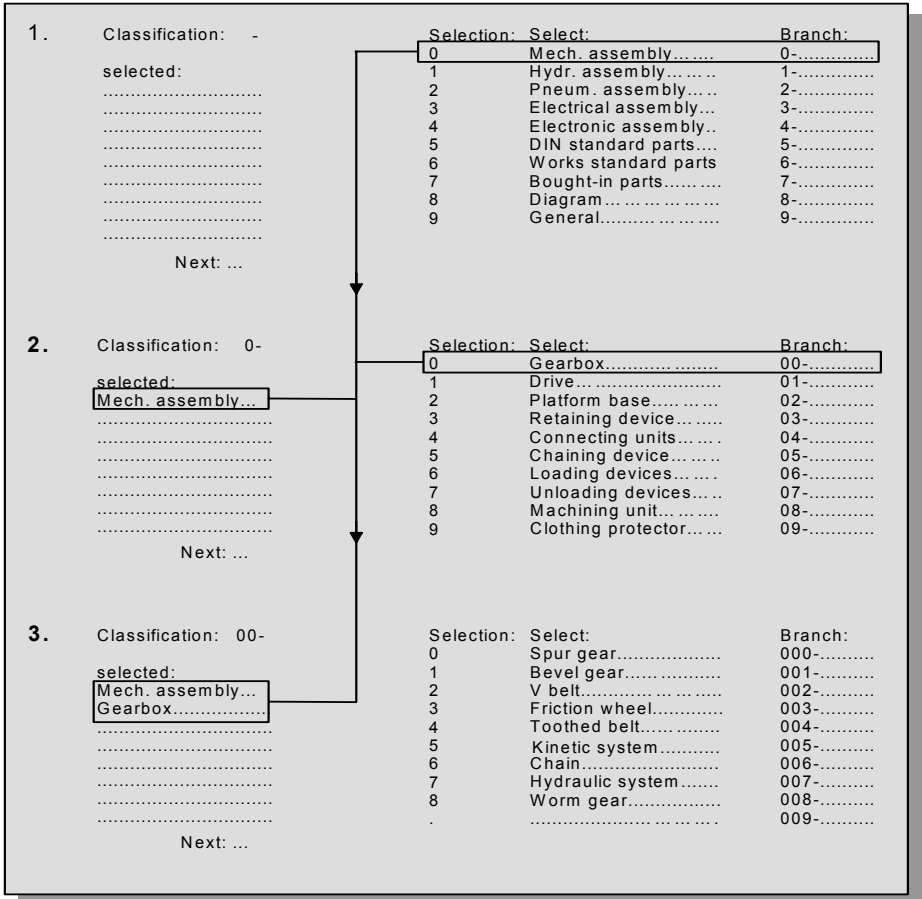 1. Classification: - Selection: Select: Branch:
0 Mech. assembly....... 0-..............
selected: 1 Hydr. assembly....... 1-..............
............................ 2 Pneum. assembly..... 2-..............
............................ 3 Electrical assembly... 3-..............
............................ 4 Electronic assembly.. 4-..............
............................ 5 DIN standard parts.... 5-..............
............................ 6 Works standard parts 6-..............
............................ 7 Bought-in parts.......... 7-..............
............................ 8 Diagram................... 8-..............
............................ 9 General.................... 9-..............
Next: ...
2. Classification: 0- Selection: Select: Branch:
0 Gearbox................... 00-............
selected: 1 Drive........................ 01-............
Mech. assembly... 2 Platform base........... 02-............
............................... 3 Retaining device........ 03-............
............................... 4 Connecting units....... 04-............
............................... 5 Chaining device........ 05-............
............................... 6 Loading devices....... 06-............
............................... 7 Unloading devices..... 07-............
............................... 8 Machining unit.......... 08-............
............................... 9 Clothing protector...... 09-............
Next: ...
3. Classification: 00- Selection: Select: Branch:
0 Spur gear................... 000-..........
selected: 1 Bevel gear................. 001-..........
Mech. assembly... 2 V belt........................ 002-..........
Gearbox................. 3 Friction wheel............ 003-..........
............................... 4 Toothed belt.............. 004-..........
............................... 5 Kinetic system........... 005-..........
............................... 6 Chain......................... 006-..........
............................... 7 Hydraulic system....... 007-..........
............................... 8 Worm gear................. 008-..........
............................... . .................................. 009-..........
Next: ...